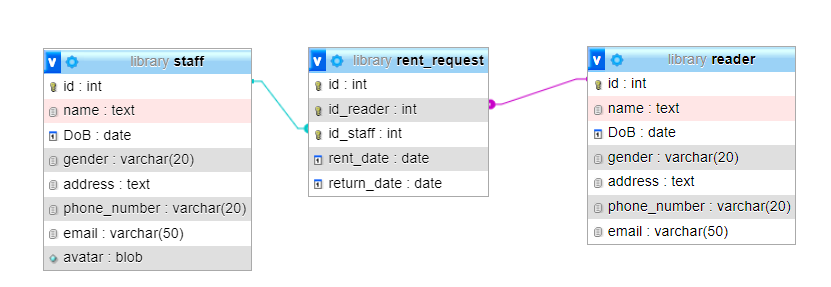 v library staff
id : int
name : text
DoB : date
gender : varchar(20)
address : text
phone_number : varchar(20)
email : varchar(50)
avatar : blob
v library rent_request
id : int
id_reader : int
id_staff : int
rent_date : date
return_date : date
v library reader
id : int
name : text
DoB : date
gender : varchar(20)
address : text
phone_number : varchar(20)
email : varchar(50)